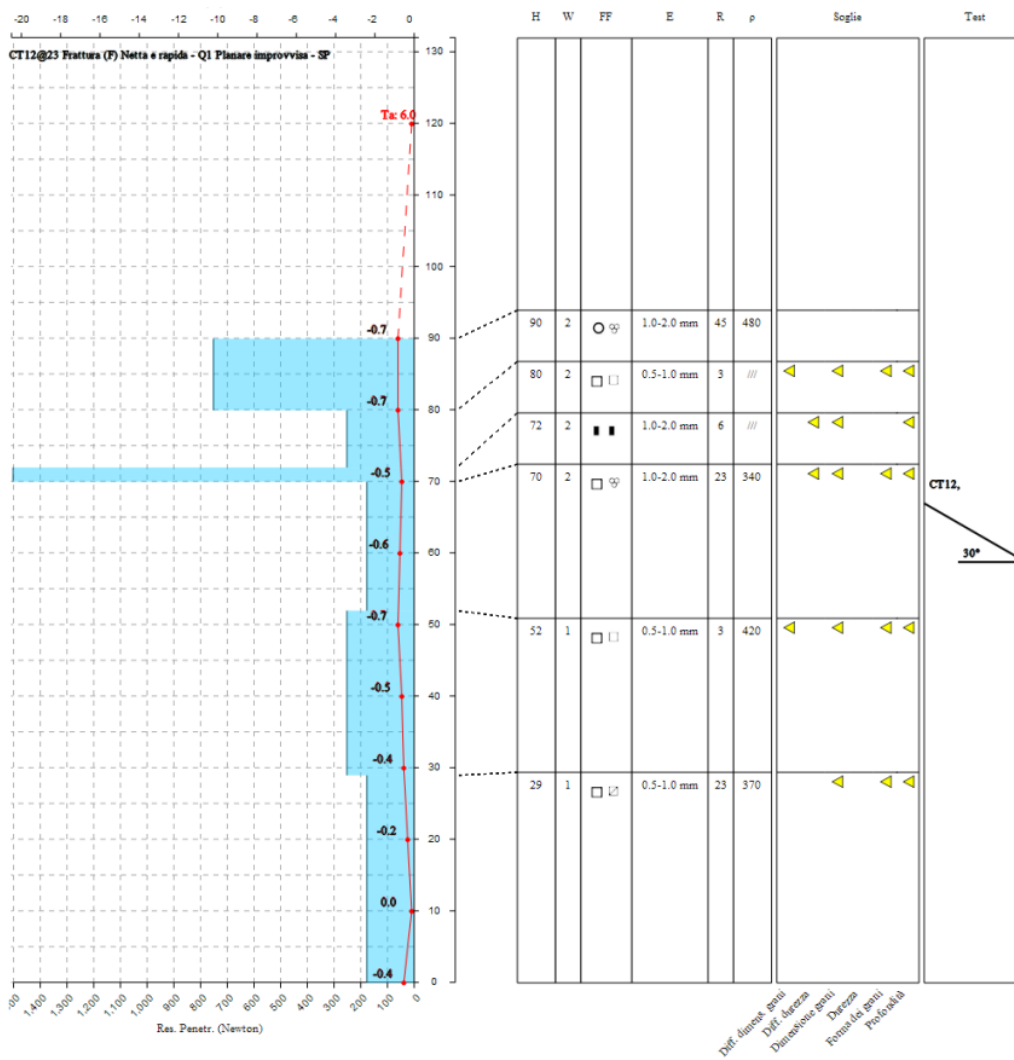 -20 -18 -16 -14 -12 -10 -8 -6 -4 -2 0 H W FF E R ρ Soglie Test
CT12@23 Frattura (F) Netta e rapida - Q1 Planare improvvisa - SP
130
Ta: 6.0
120
110
100
-0.7 90
90 2 1.0-2.0 mm 45 480
-0.7 80
80 2 0.5-1.0 mm 3 ///
72 2 1.0-2.0 mm 6 ///
-0.5 70
70 2 1.0-2.0 mm 23 340
CT12,
30°
-0.6 60
-0.7 50
52 1 0.5-1.0 mm 3 420
-0.5 40
-0.4 30
29 1 0.5-1.0 mm 23 370
-0.2 20
0.0 10
-0.4 0
1.400 1.300 1.200 1.100 1.000 900 800 700 600 500 400 300 200 100 0
Res. Penetr. (Newton)
Diff. dimens. grani
Diff. durezza
Dimensione grani
Durezza
Forma dei grani
Profondità